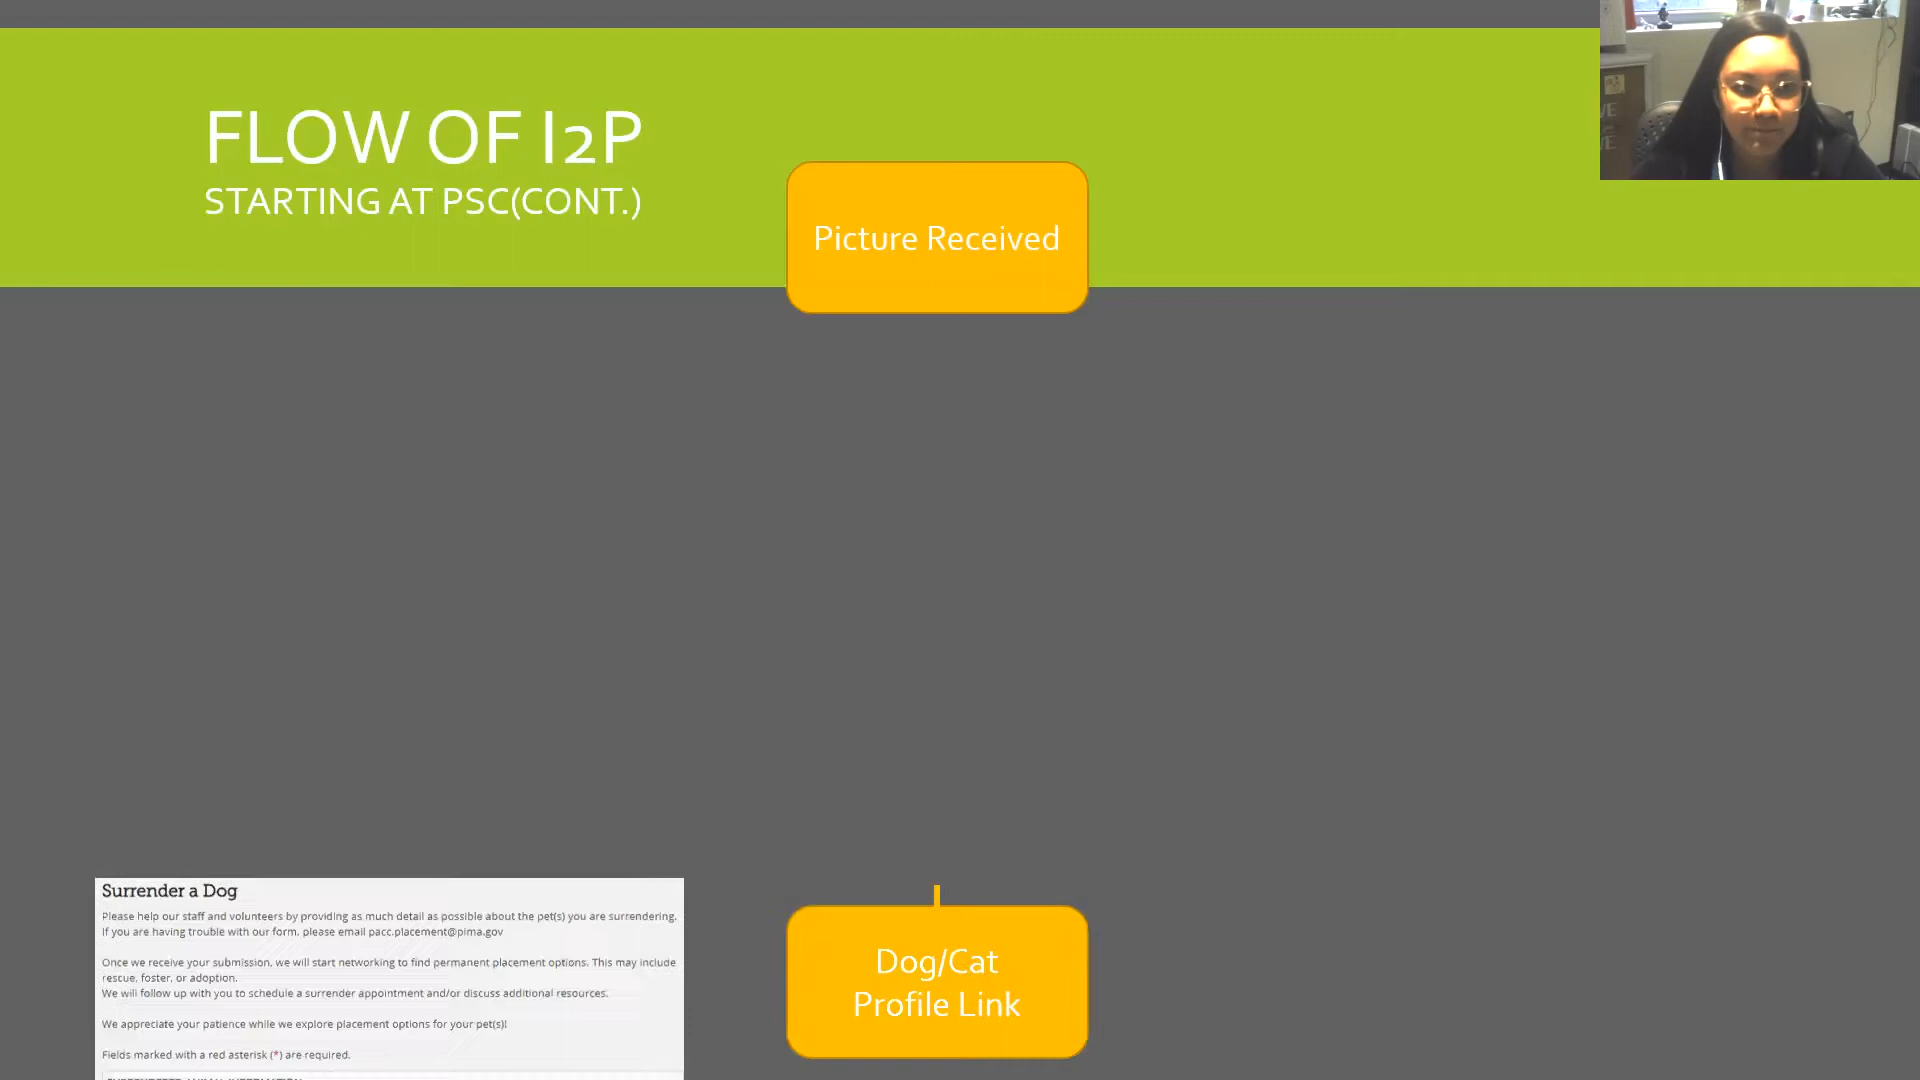 FLOW OF I2P
STARTING AT PSC(CONT.)
Picture Received
Surrender a Dog
Please help our staff and volunteers by providing as much detail as possible about the pet(s) you are surrendering.
If you are having trouble with our form, please email pacc.placement@pima.gov
Once we receive your submission, we will start networking to find permanent placement options. This may include
rescue, foster, or adoption.
We will follow up with you to schedule a surrender appointment and/or discuss additional resources.
We appreciate your patience while we explore placement options for your pet(s)!
Fields marked with a red asterisk (*) are required.
Dog/Cat
Profile Link